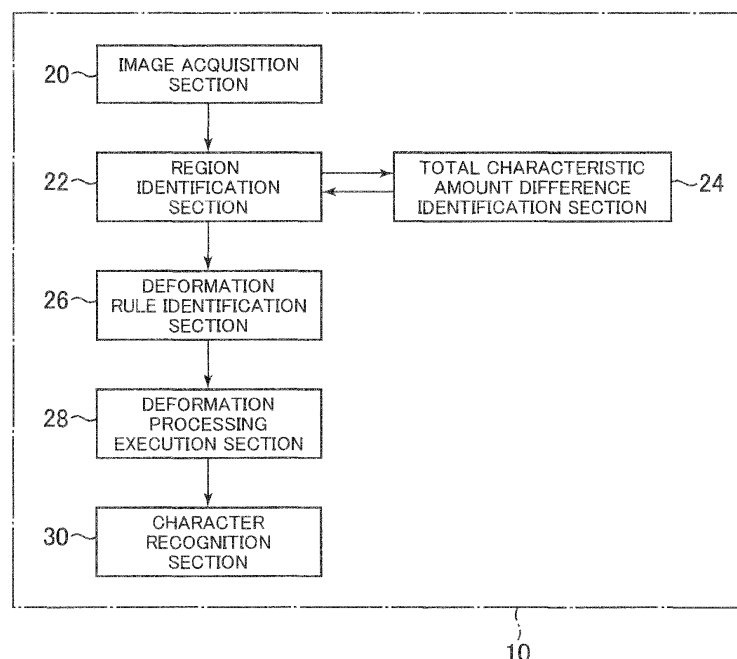 20
IMAGE ACQUISITION
SECTION
22
REGION
IDENTIFICATION
SECTION
TOTAL CHARACTERISTIC
AMOUNT DIFFERENCE
IDENTIFICATION SECTION
24
26
DEFORMATION
RULE IDENTIFICATION
SECTION
28
DEFORMATION
PROCESSING
EXECUTION SECTION
30
CHARACTER
RECOGNITION
SECTION
10